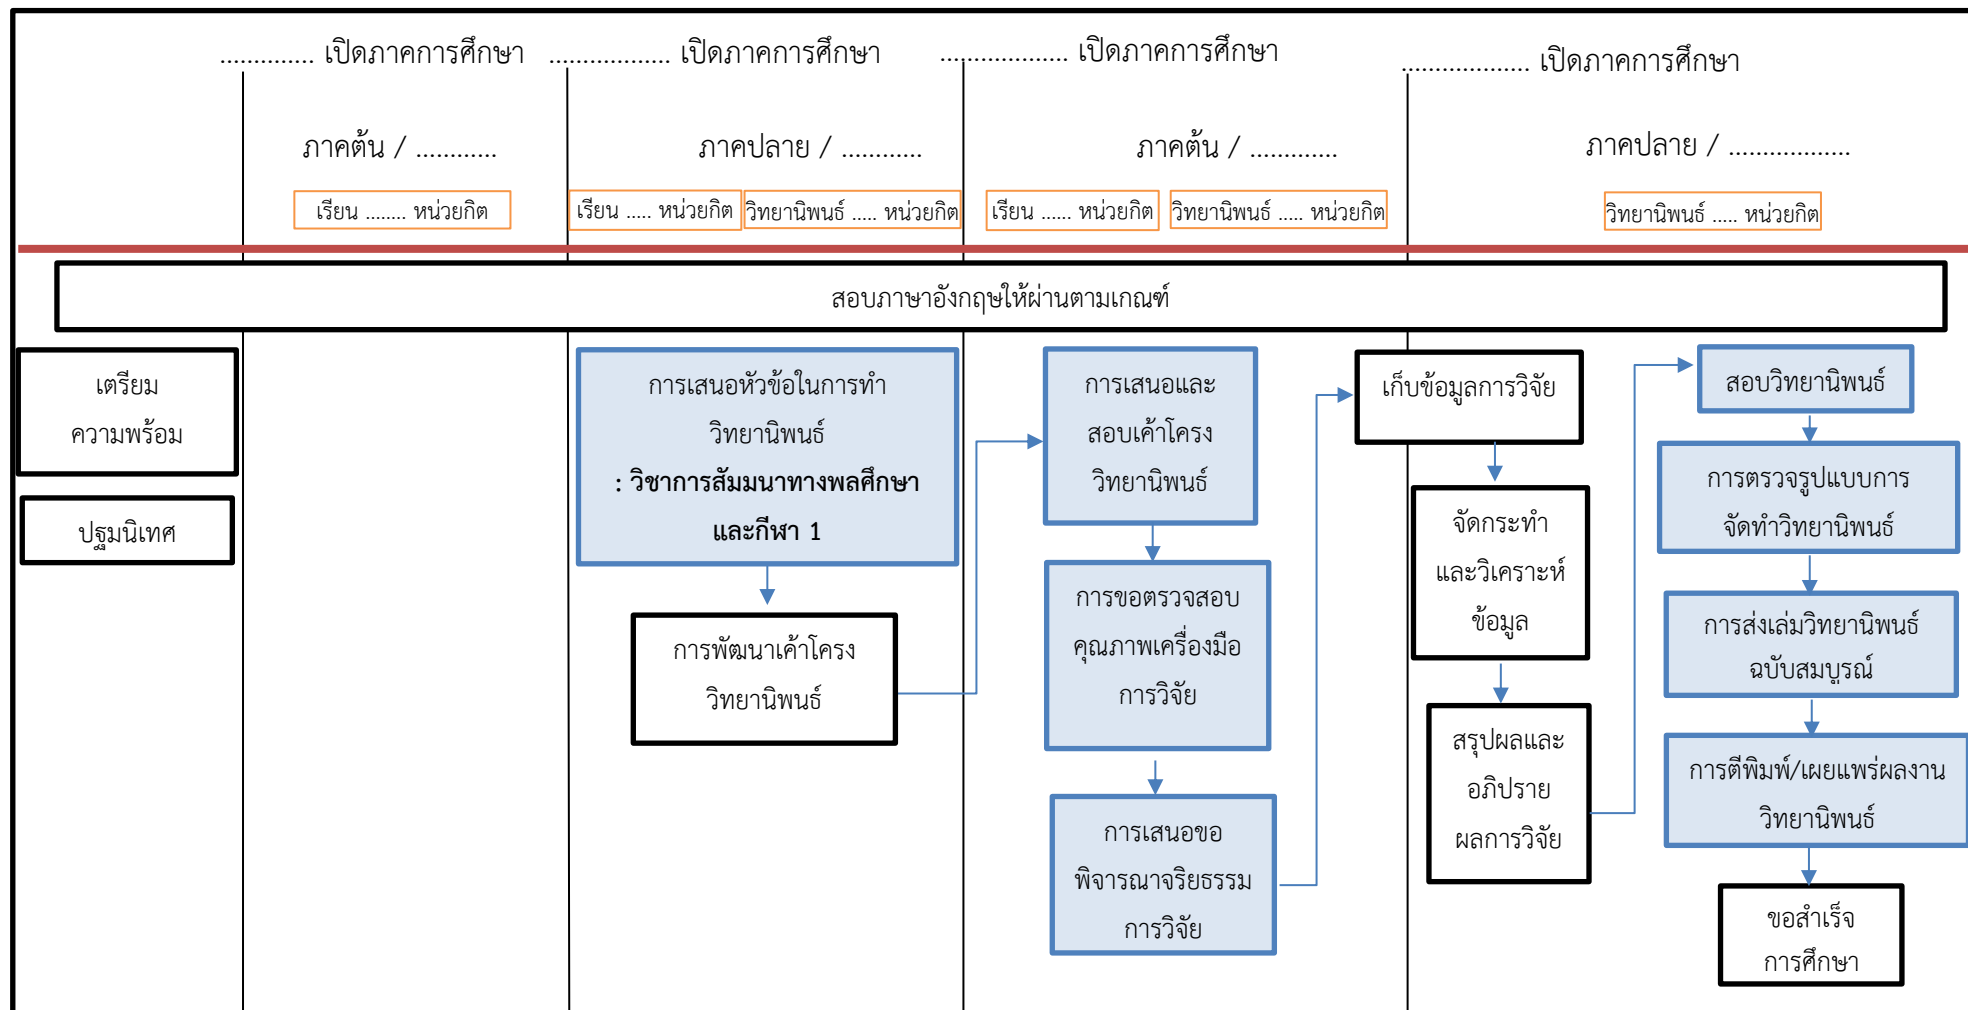 ............. เปิดภาคการศึกษา
................. เปิดภาคการศึกษา
.................. เปิดภาคการศึกษา
.................. เปิดภาคการศึกษา
ภาคต้น / ............
ภาคปลาย / ............
ภาคต้น / .............
ภาคปลาย / ..................
เรียน ........ หน่วยกิต
เรียน ..... หน่วยกิต
วิทยานิพนธ์ ..... หน่วยกิต
เรียน ...... หน่วยกิต
วิทยานิพนธ์ ..... หน่วยกิต
วิทยานิพนธ์ ..... หน่วยกิต
สอบภาษาอังกฤษให้ผ่านตามเกณฑ์
เตรียม
ความพร้อม
ปฐมนิเทศ
การเสนอหัวข้อในการทำ
วิทยานิพนธ์
: วิชาการสัมมนาทางพลศึกษา
และกีฬา 1
การพัฒนาเค้าโครง
วิทยานิพนธ์
การเสนอและ
สอบเค้าโครง
วิทยานิพนธ์
การขอตรวจสอบ
คุณภาพเครื่องมือ
การวิจัย
การเสนอขอ
พิจารณาจริยธรรม
การวิจัย
เก็บข้อมูลการวิจัย
จัดกระทำ
และวิเคราะห์
ข้อมูล
สรุปผลและ
อภิปราย
ผลการวิจัย
สอบวิทยานิพนธ์
การตรวจรูปแบบการ
จัดทำวิทยานิพนธ์
การส่งเล่มวิทยานิพนธ์
ฉบับสมบูรณ์
การตีพิมพ์/เผยแพร่ผลงาน
วิทยานิพนธ์
ขอสำเร็จ
การศึกษา